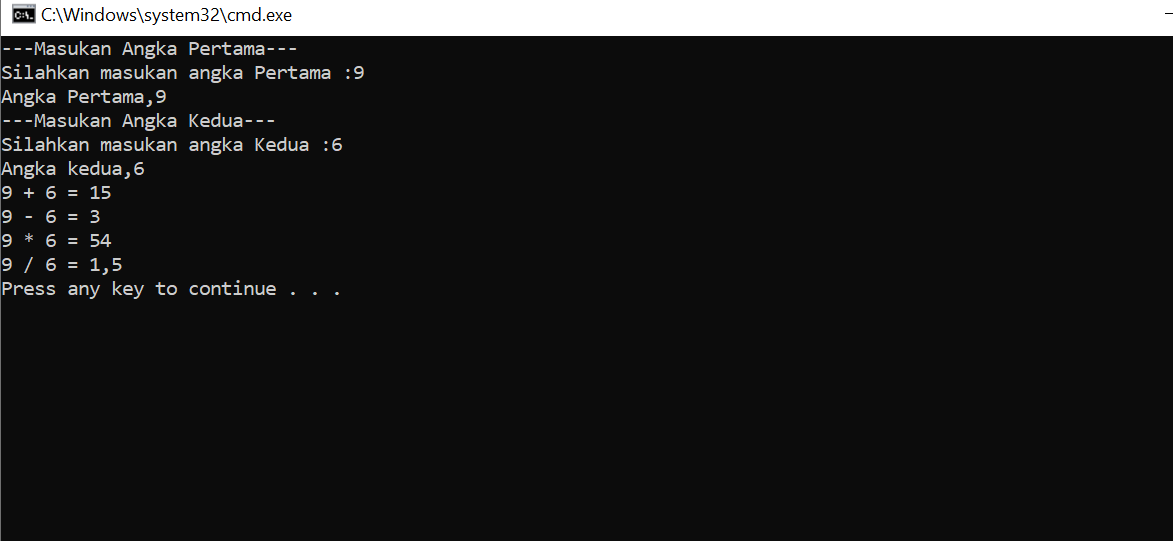 C:\Windows\system32\cmd.exe
---Masukan Angka Pertama---
Silahkan masukan angka Pertama :9
Angka Pertama,9
---Masukan Angka Kedua---
Silahkan masukan angka Kedua :6
Angka kedua,6
9 + 6 = 15
9 - 6 = 3
9 * 6 = 54
9 / 6 = 1,5
Press any key to continue . . .